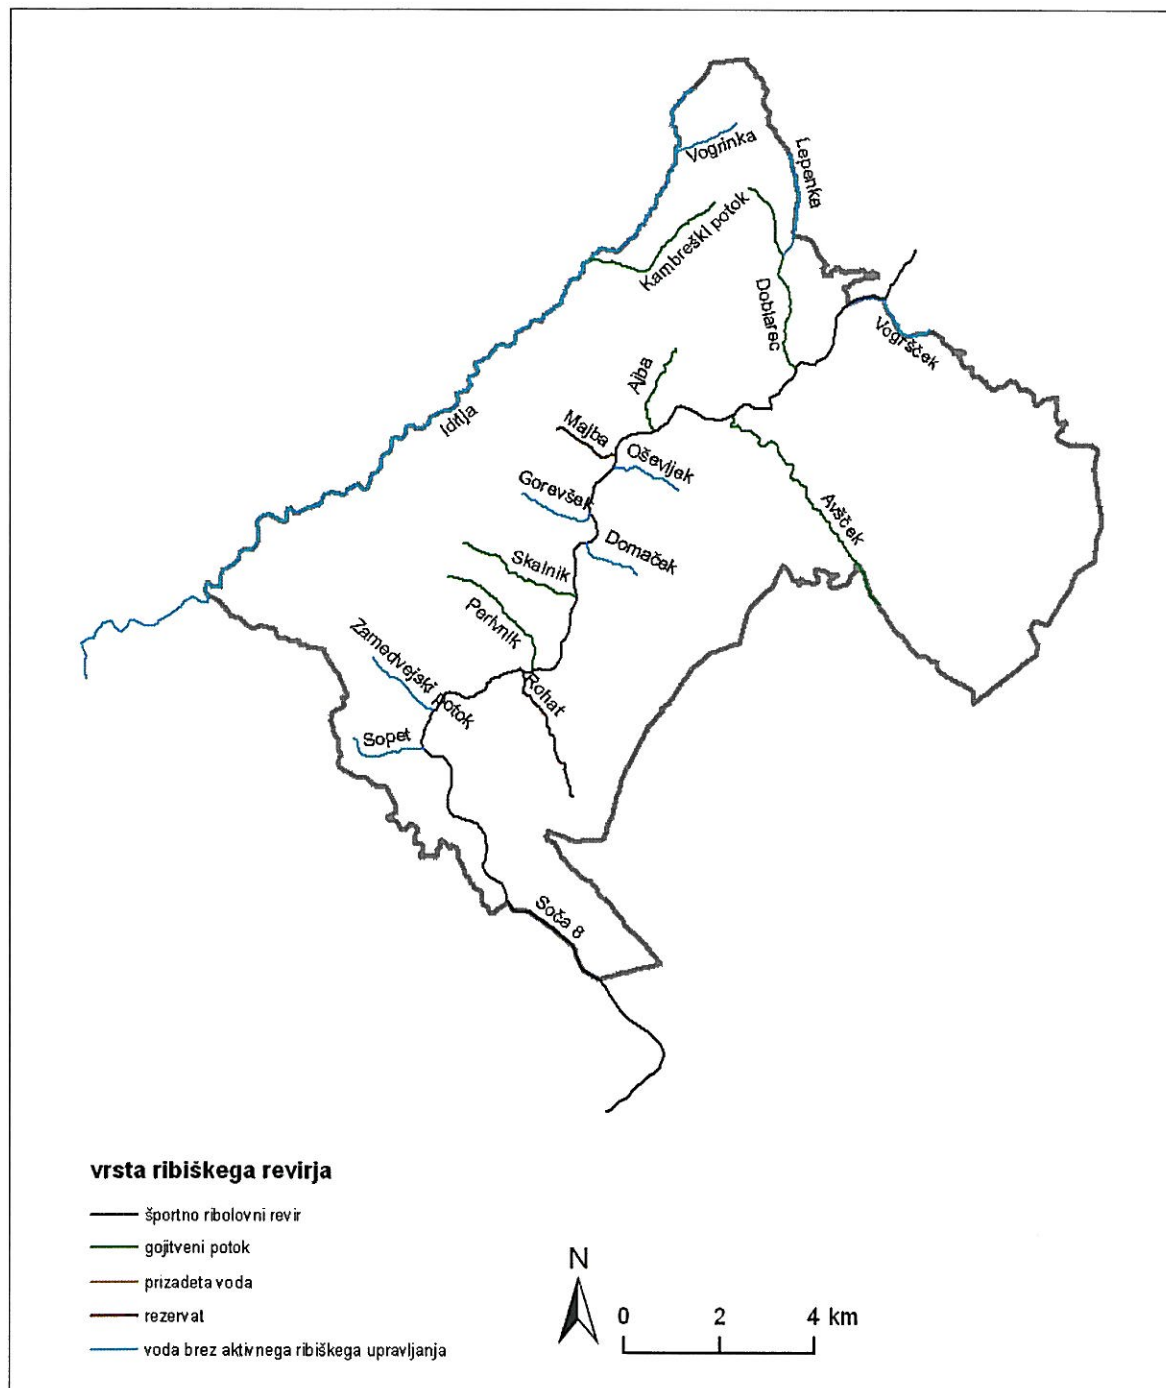 Vogrinka
Lepenka
Kambreški potok
Doblarec
Vogršček
Ajba
Idrija
Majba
Oševljek
Gorevšek
Avšček
Domaček
Skalnik
Perivnik
Zamedvejski potok
Rohat
Sopet
Soča 8
vrsta ribiškega revirja
športno ribolovni revir
gojitveni potok
prizadeta voda
rezervat
voda brez aktivnega ribiškega upravljanja
N
0 2 4 km